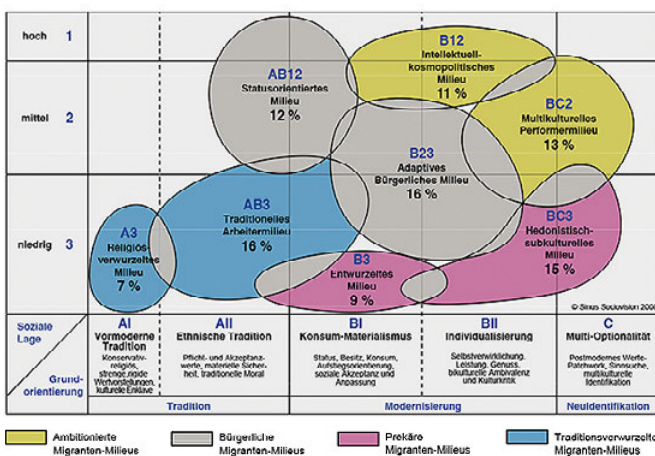 hoch 1
mittel 2
niedrig 3
B12
Intellektuell-
kosmopolitisches
Milieu
11 %
AB12
Statusorientiertes
Milieu
12 %
BC2
Multikulturelles
Performermilieu
13 %
B23
Adaptives
Bürgerliches Milieu
16 %
AB3
Traditionelles
Arbeitermilieu
16 %
A3
Religiös-
verwurzeltes
Milieu
7 %
BC3
Hedonistisch-
subkulturelles
Milieu
15 %
B3
Entwurzeltes
Milieu
9 %
Soziale
Lage
Grund-
orientierung
AI
Vormoderne
Tradition
Konservativ-
religiös,
strenge, rigide
Wertvorstellungen,
kulturelle Enklave
AII
Ethnische Tradition
Pflicht- und Akzeptanz-
werte, materielle Sicher-
heit, traditionelle Moral
BI
Konsum-Materialismus
Status, Besitz, Konsum,
Aufstiegsorientierung,
soziale Akzeptanz und
Anpassung
BII
Individualisierung
Selbstverwirklichung,
Leistung, Genuss,
bikulturelle Ambivalenz
und Kulturkritik
C
Multi-Optionalität
Postmodernes Werte-
Patchwork, Sinnsuche,
multikulturelle
Identifikation
Tradition
Modernisierung
Neuidentifikation
© Sinus Sociovision
Ambitionierte
Migranten-Milieus
Bürgerliche
Migranten-Milieus
Prekäre
Migranten-Milieus
Traditionsverwurzelte
Migranten-Milieus